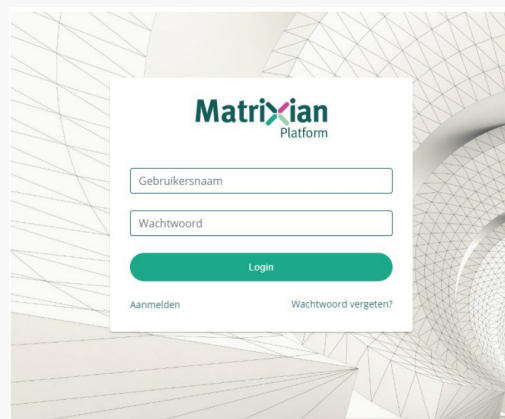 Matrixian
Platform
Gebruikersnaam
Wachtwoord
Login
Aanmelden
Wachtwoord vergeten?